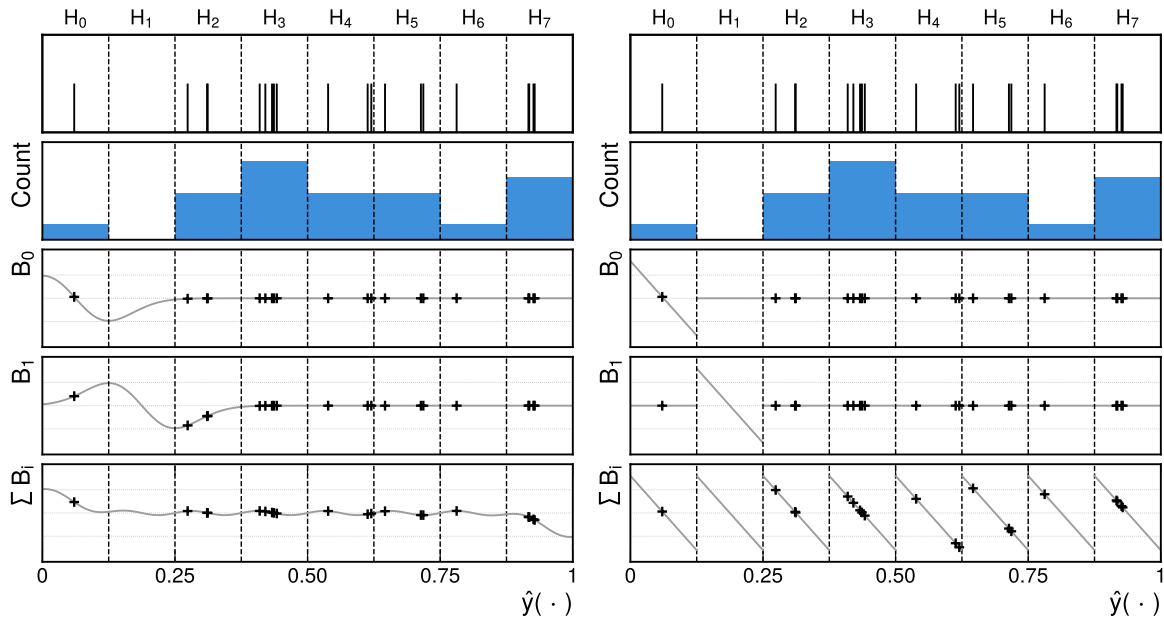 H₀ H₁ H₂ H₃ H₄ H₅ H₆ H₇
Count
B₀
B₁
∑ Bᵢ
0 0.25 0.50 0.75 1
ŷ( · )
H₀ H₁ H₂ H₃ H₄ H₅ H₆ H₇
Count
B₀
B₁
∑ Bᵢ
0 0.25 0.50 0.75 1
ŷ( · )